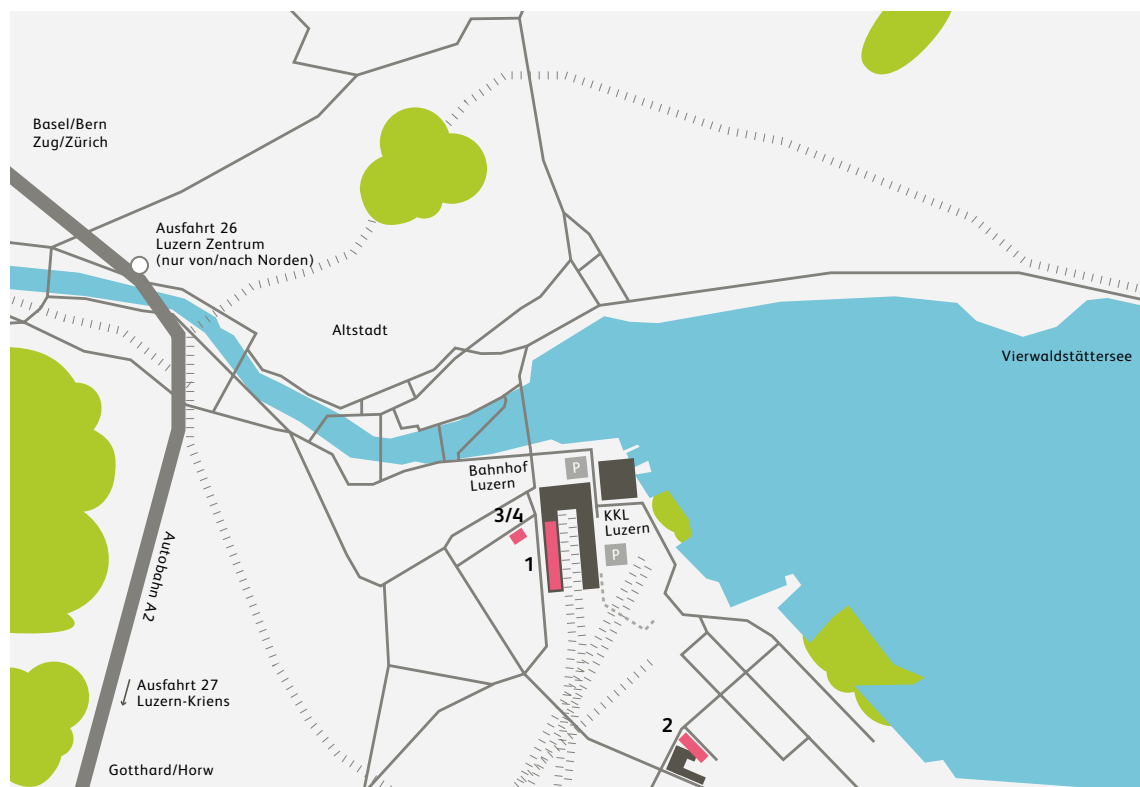 Basel/Bern
Zug/Zürich
Ausfahrt 26
Luzern Zentrum
(nur von/nach Norden)
Altstadt
Vierwaldstättersee
Bahnhof
Luzern
P
3/4
KKL
Luzern
P
1
Autobahn A2
Ausfahrt 27
Luzern-Kriens
2
Gotthard/Horw